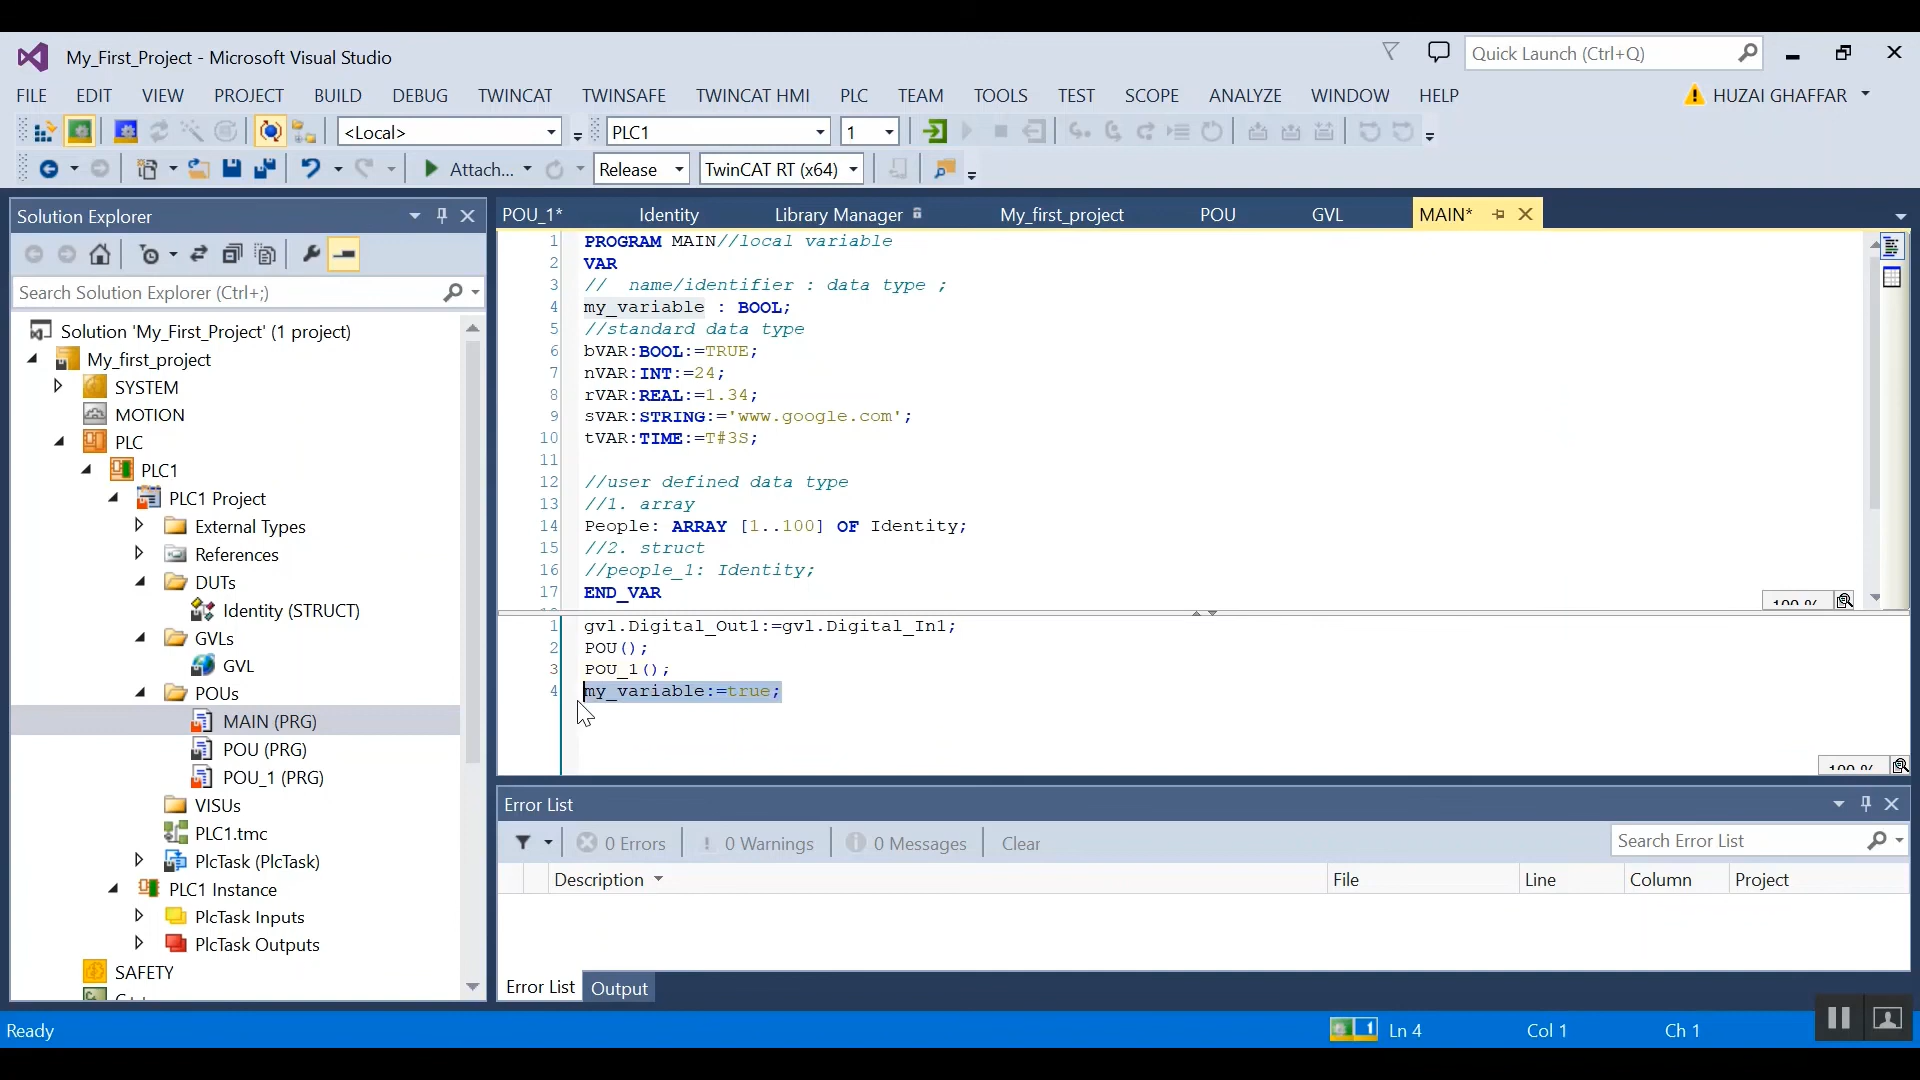 My_First_Project - Microsoft Visual Studio
Quick Launch (Ctrl+Q)
FILE EDIT VIEW PROJECT BUILD DEBUG TWINCAT TWINSAFE TWINCAT HMI PLC TEAM TOOLS TEST SCOPE ANALYZE WINDOW HELP HUZAI GHAFFAR
<Local> PLC1 1
Attach... Release TwinCAT RT (x64)
Solution Explorer
Search Solution Explorer (Ctrl+;)
Solution 'My_First_Project' (1 project)
My_first_project
SYSTEM
MOTION
PLC
PLC1
PLC1 Project
External Types
References
DUTs
Identity (STRUCT)
GVLs
GVL
POUs
MAIN (PRG)
POU (PRG)
POU_1 (PRG)
VISUs
PLC1.tmc
PlcTask (PlcTask)
PLC1 Instance
PlcTask Inputs
PlcTask Outputs
SAFETY
C++
POU_1* Identity Library Manager My_first_project POU GVL MAIN*
1 PROGRAM MAIN//local variable
2 VAR
3 // name/identifier : data type ;
4 my_variable : BOOL;
5 //standard data type
6 bVAR:BOOL:=TRUE;
7 nVAR:INT:=24;
8 rVAR:REAL:=1.34;
9 sVAR:STRING:='www.google.com';
10 tVAR:TIME:=T#3S;
11
12 //user defined data type
13 //1. array
14 People: ARRAY [1..100] OF Identity;
15 //2. struct
16 //people_1: Identity;
17 END_VAR
100 %
1 gvl.Digital_Out1:=gvl.Digital_In1;
2 POU();
3 POU_1();
4 my_variable:=true;
100 %
Error List
0 Errors 0 Warnings 0 Messages Clear
Search Error List
Description File Line Column Project
Error List Output
Ready 1 Ln 4 Col 1 Ch 1